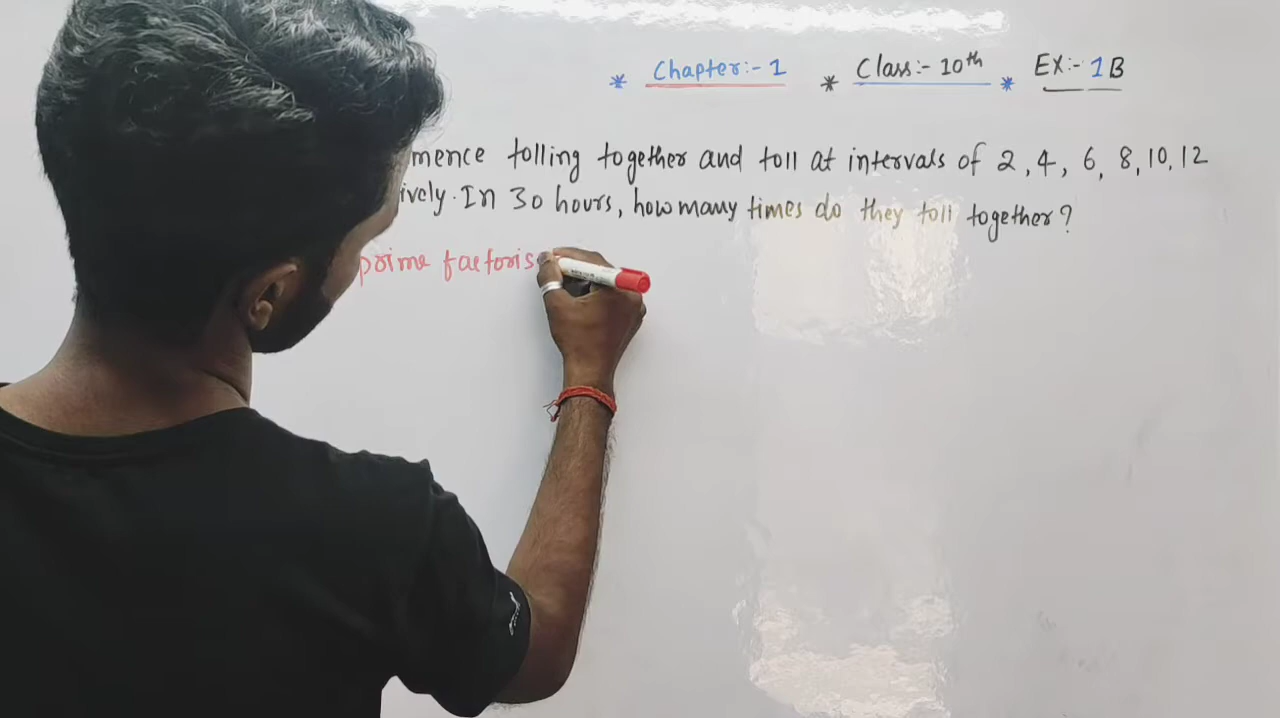 * Chapter:- 1 * Class:- 10th * EX:- 1B
mence tolling together and toll at intervals of 2, 4, 6, 8, 10, 12
ively. In 30 hours, how many times do they toll together?
prime factoris